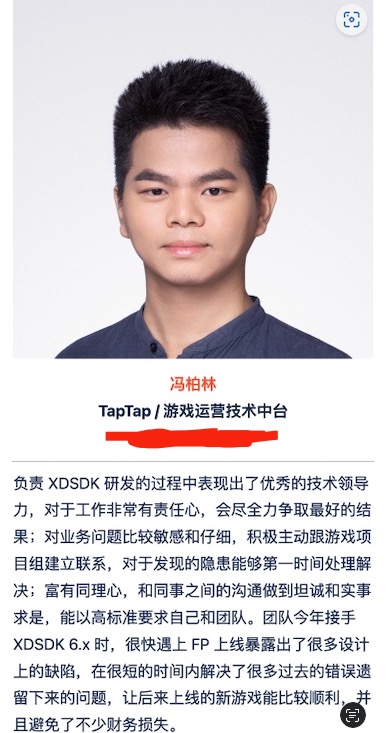 冯柏林
TapTap / 游戏运营技术中台
负责 XDSDK 研发的过程中表现出了优秀的技术领导
力，对于工作非常有责任心，会尽全力争取最好的结
果；对业务问题比较敏感和仔细，积极主动跟游戏项
目组建立联系，对于发现的隐患能够第一时间处理解
决；富有同理心，和同事之间的沟通做到坦诚和实事
求是，能以高标准要求自己和团队。团队今年接手
XDSDK 6.x 时，很快遇上 FP 上线暴露出了很多设计
上的缺陷，在很短的时间内解决了很多过去的错误遗
留下来的问题，让后来上线的新游戏能比较顺利，并
且避免了不少财务损失。